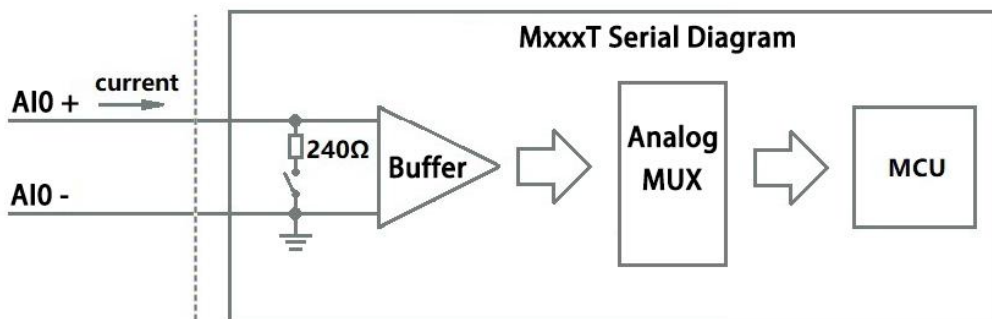 MxxxT Serial Diagram
current
AI0 +
240Ω
Buffer
Analog
MUX
MCU
AI0 -